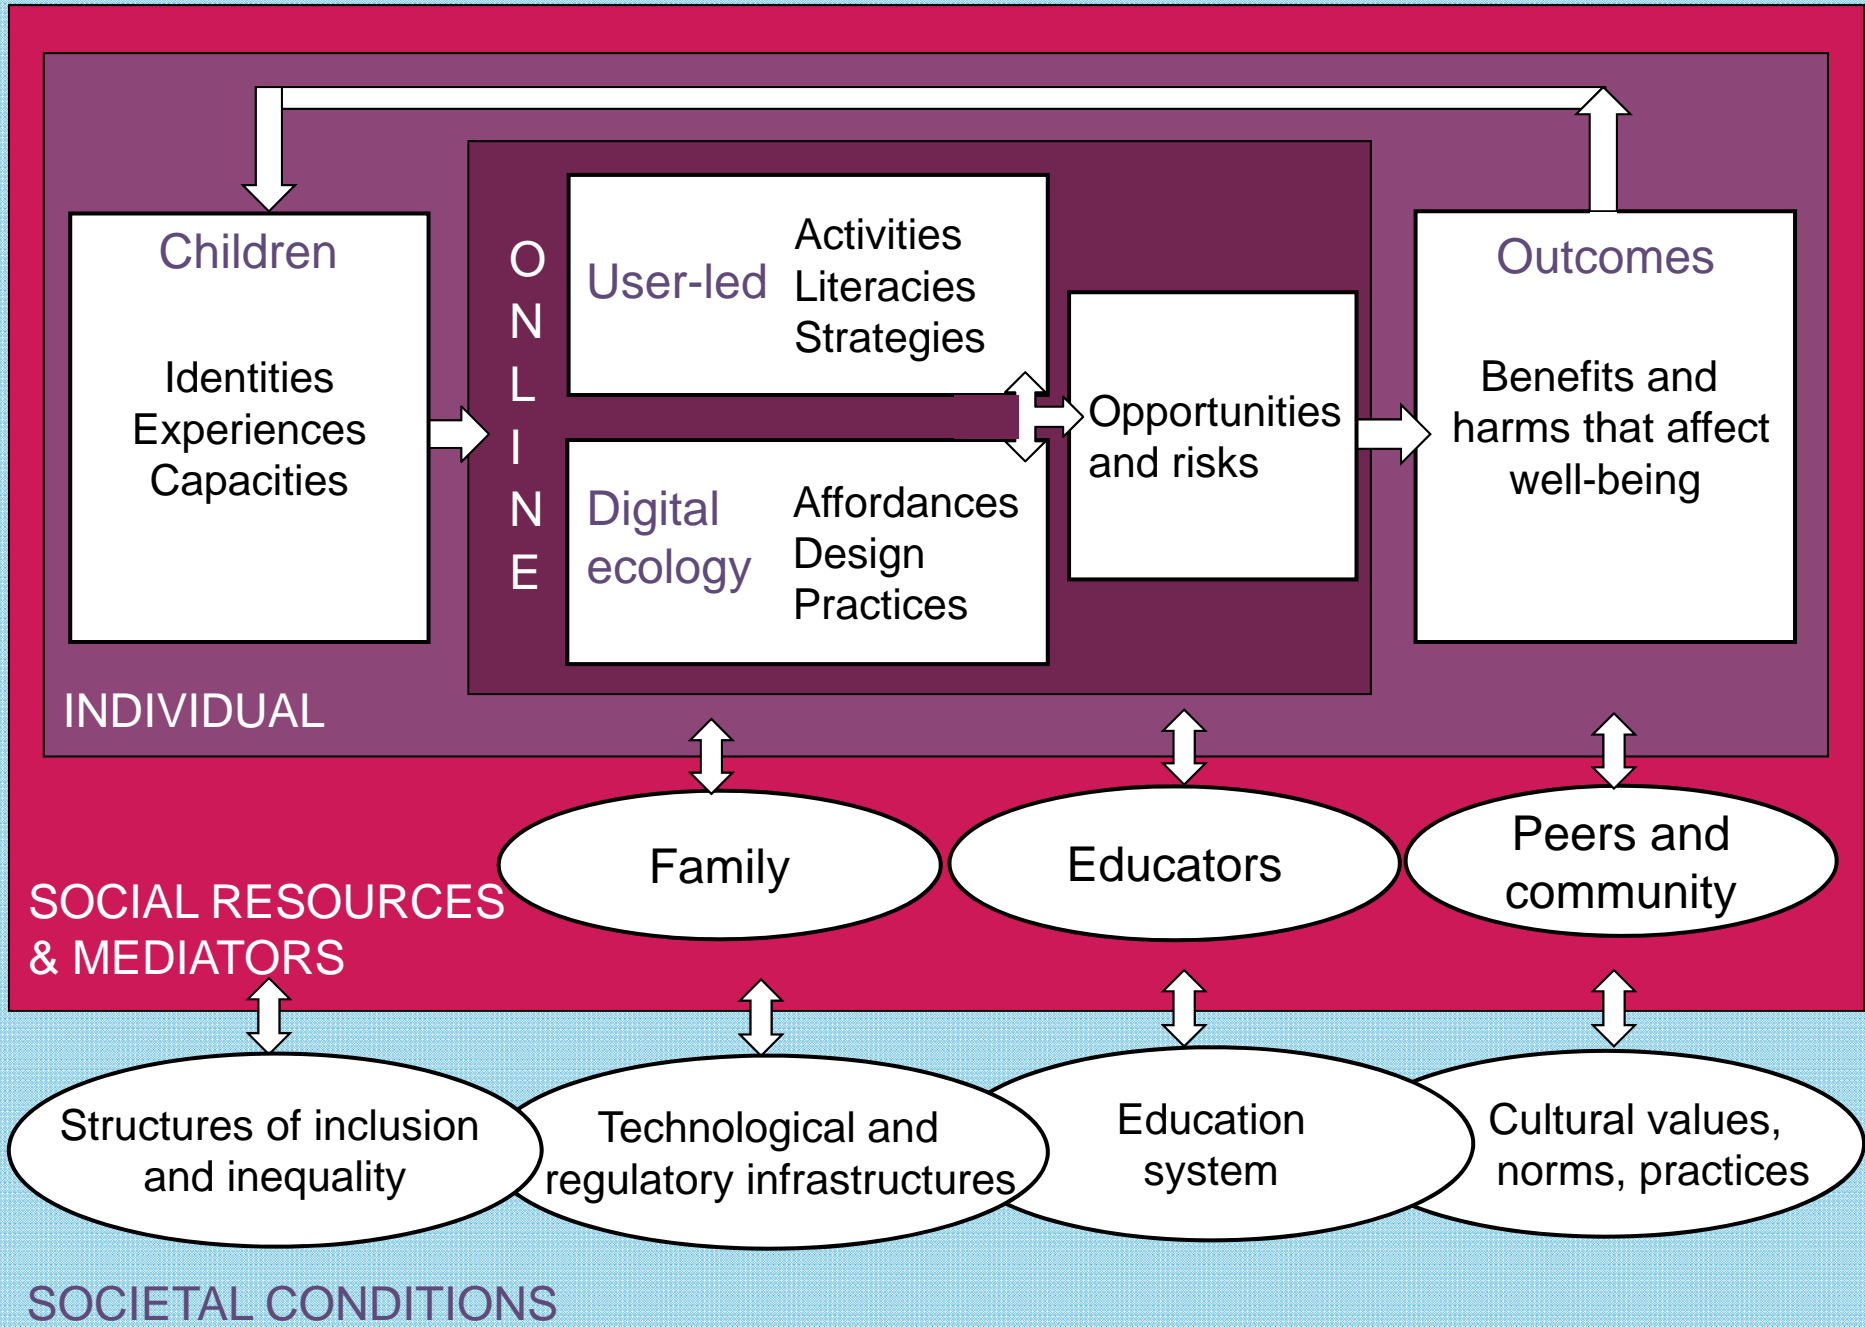 Children
Identities
Experiences
Capacities
ONLINE
User-led
Activities
Literacies
Strategies
Digital
ecology
Affordances
Design
Practices
Opportunities
and risks
Outcomes
Benefits and
harms that affect
well-being
INDIVIDUAL
Family
Educators
Peers and
community
SOCIAL RESOURCES
& MEDIATORS
Structures of inclusion
and inequality
Technological and
regulatory infrastructures
Education
system
Cultural values,
norms, practices
SOCIETAL CONDITIONS